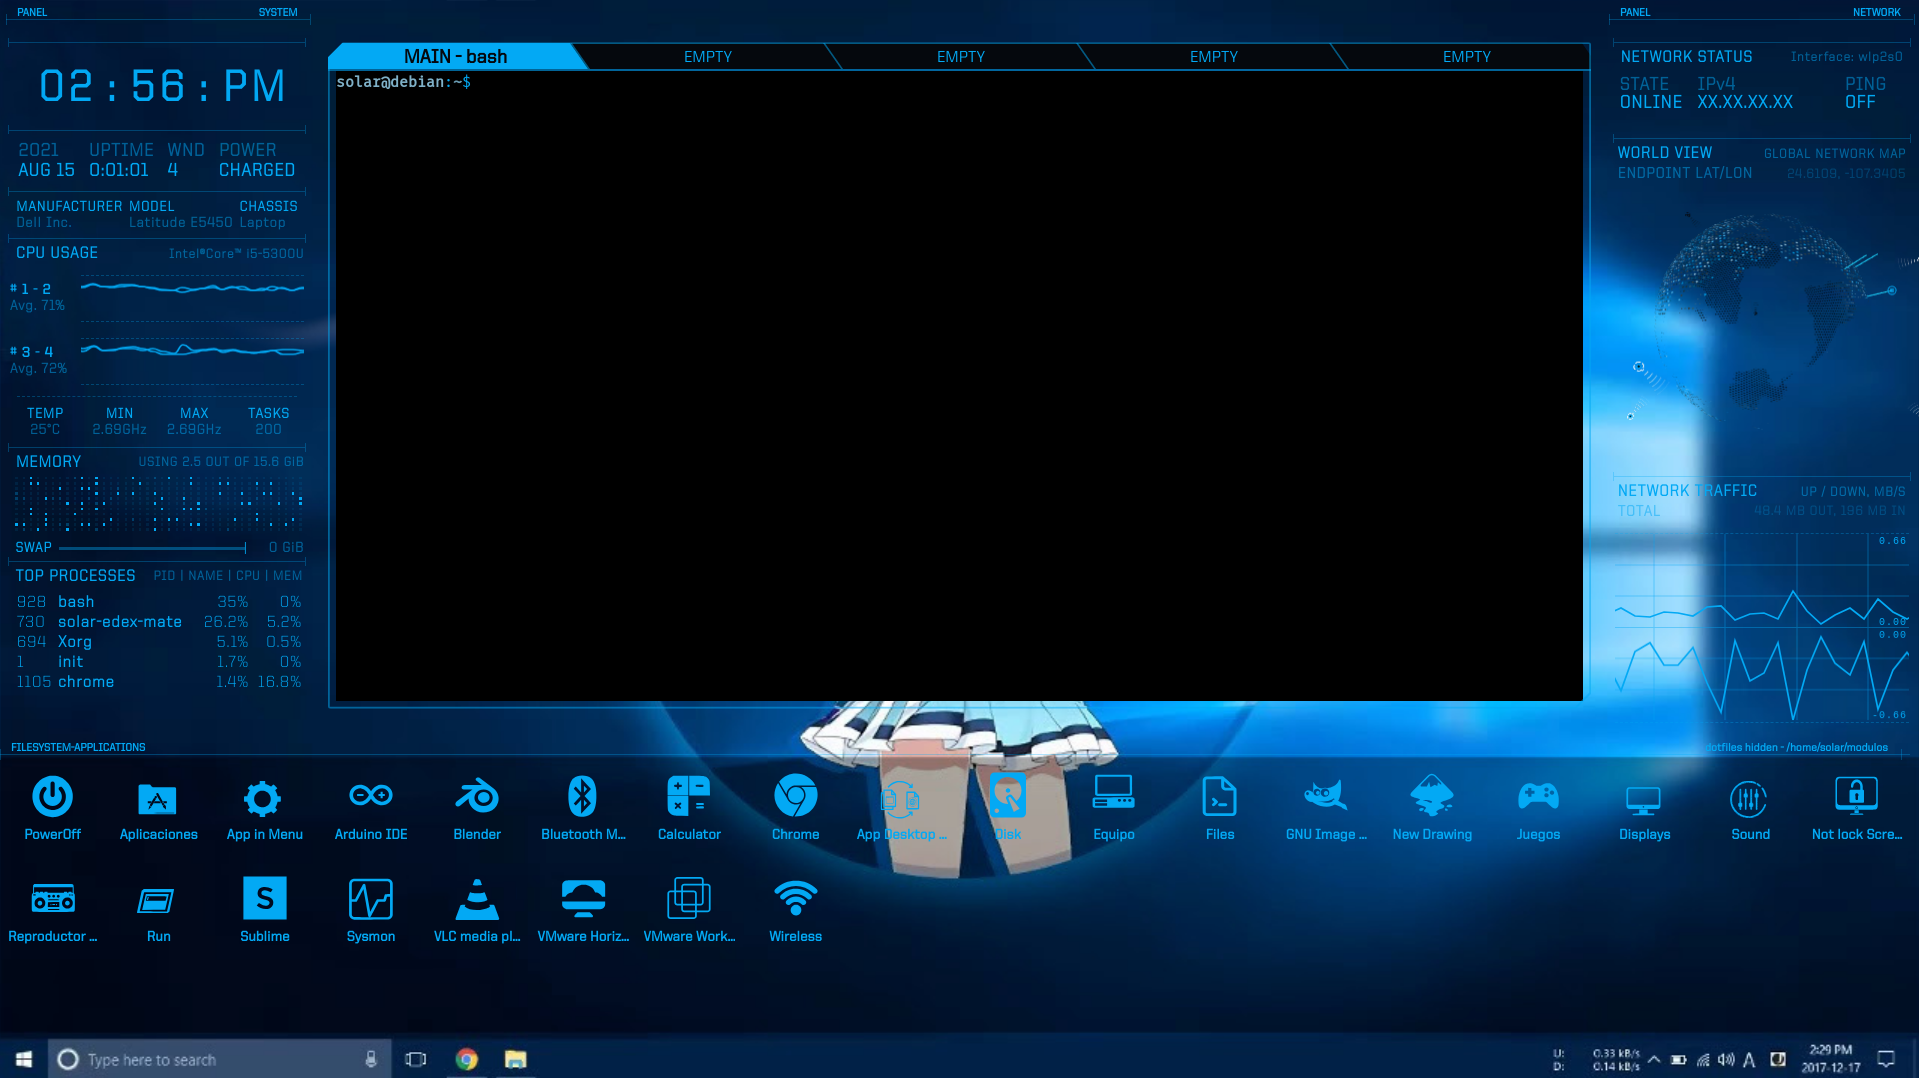 PANEL SYSTEM
02 : 56 : PM
2021 UPTIME WND POWER
AUG 15 0:01:01 4 CHARGED
MANUFACTURER MODEL CHASSIS
Dell Inc. Latitude E5450 Laptop
CPU USAGE Intel®Core™ i5-5300U
# 1 - 2
Avg. 71%
# 3 - 4
Avg. 72%
TEMP MIN MAX TASKS
25°C 2.69GHz 2.69GHz 200
MEMORY USING 2.5 OUT OF 15.6 GiB
SWAP 0 GiB
TOP PROCESSES PID | NAME | CPU | MEM
928 bash 35% 0%
730 solar-edex-mate 26.2% 5.2%
694 Xorg 5.1% 0.5%
1 init 1.7% 0%
1105 chrome 1.4% 16.8%
MAIN - bash EMPTY EMPTY EMPTY EMPTY
solar@debian:~$
PANEL NETWORK
NETWORK STATUS Interface: wlp2s0
STATE IPv4 PING
ONLINE XX.XX.XX.XX OFF
WORLD VIEW GLOBAL NETWORK MAP
ENDPOINT LAT/LON 24.8109, -107.3405
NETWORK TRAFFIC UP / DOWN, MB/S
TOTAL 48.4 MB OUT, 196 MB IN
0.66
0.00
0.00
-0.66
FILESYSTEM-APPLICATIONS dotfiles hidden - /home/solar/modulos
PowerOff Aplicaciones App in Menu Arduino IDE Blender Bluetooth M... Calculator Chrome App Desktop ... Disk Equipo Files GNU Image ... New Drawing Juegos Displays Sound Not lock Scre...
S
Reproductor ... Run Sublime Sysmon VLC media pl... VMware Horiz... VMware Work... Wireless
Type here to search
U: 0.33 kB/s
D: 0.14 kB/s
A
2:29 PM
2017-12-17